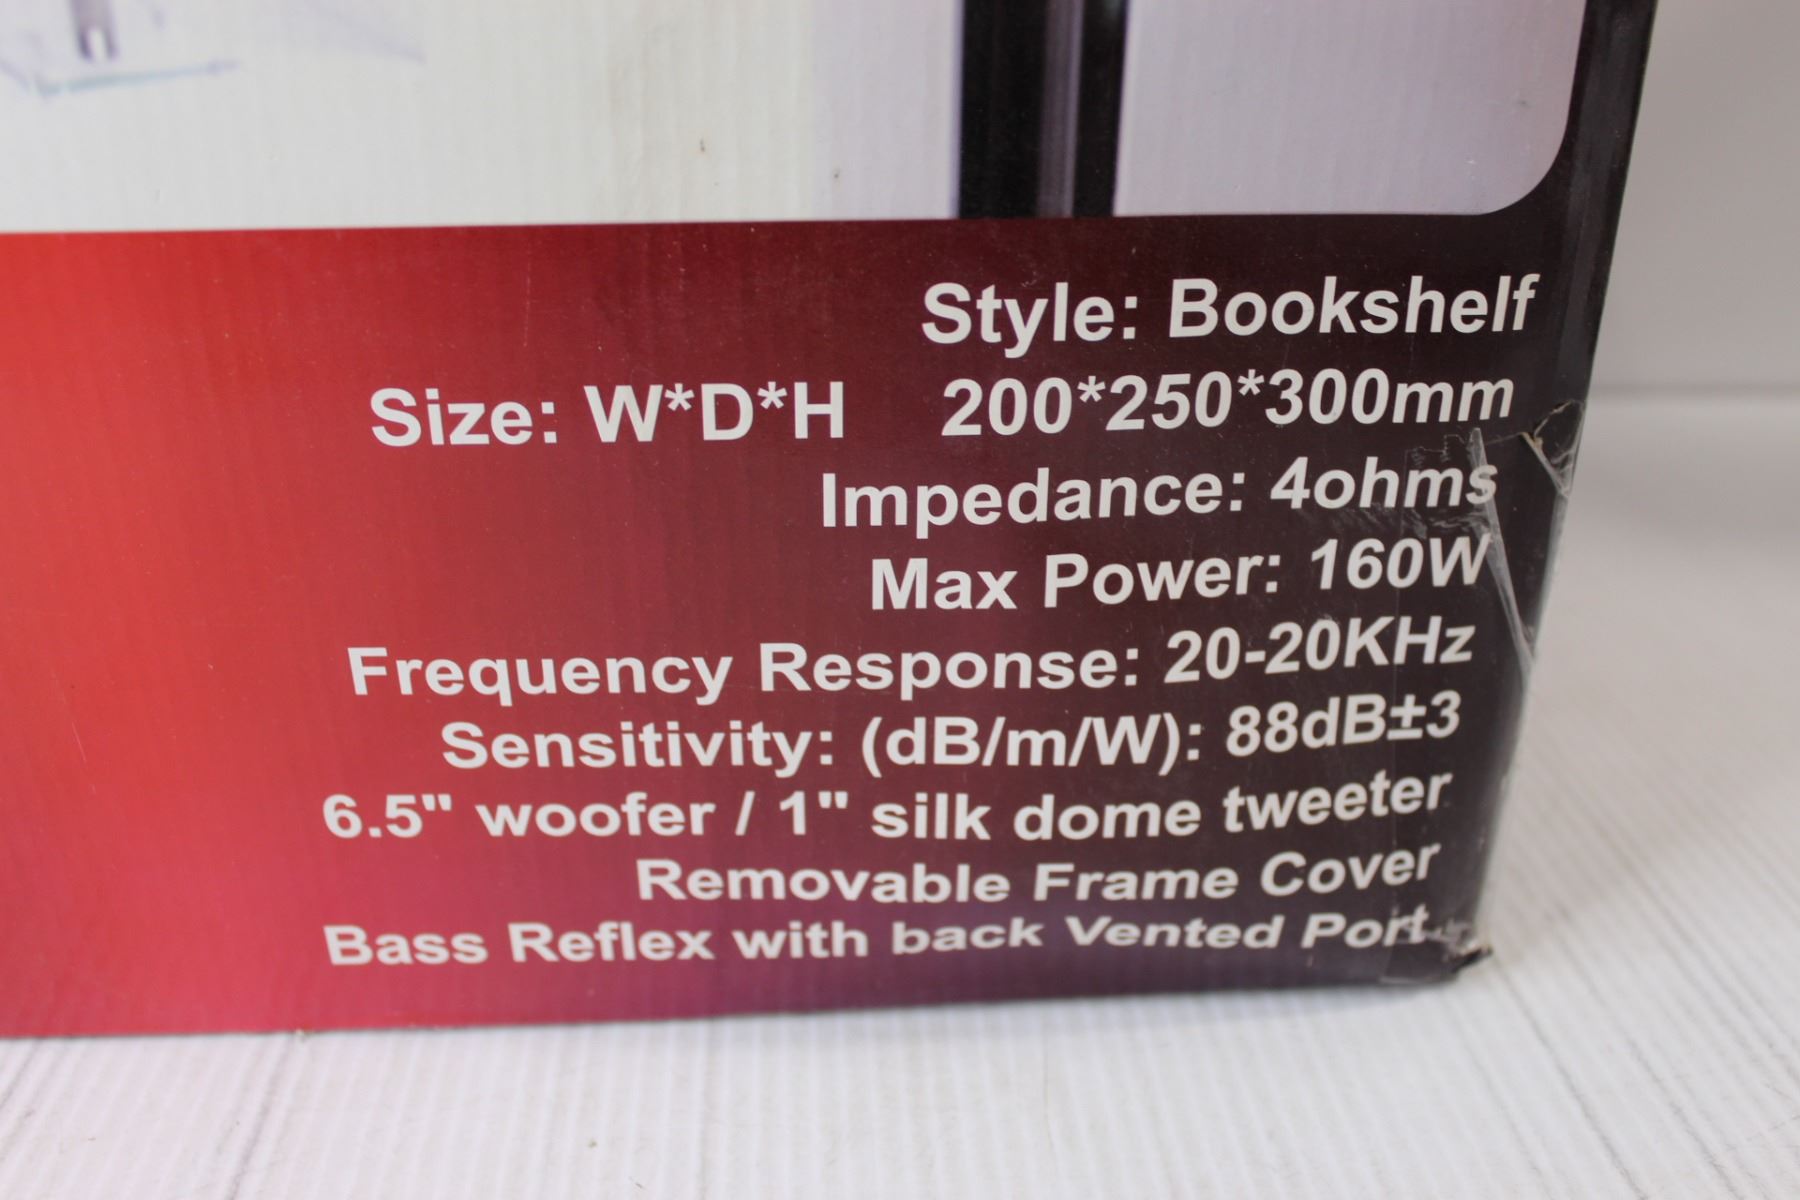 Style: Bookshelf
Size: W*D*H 200*250*300mm
Impedance: 4ohms
Max Power: 160W
Frequency Response: 20-20KHz
Sensitivity: (dB/m/W): 88dB±3
6.5" woofer / 1" silk dome tweeter
Removable Frame Cover
Bass Reflex with back Vented Port